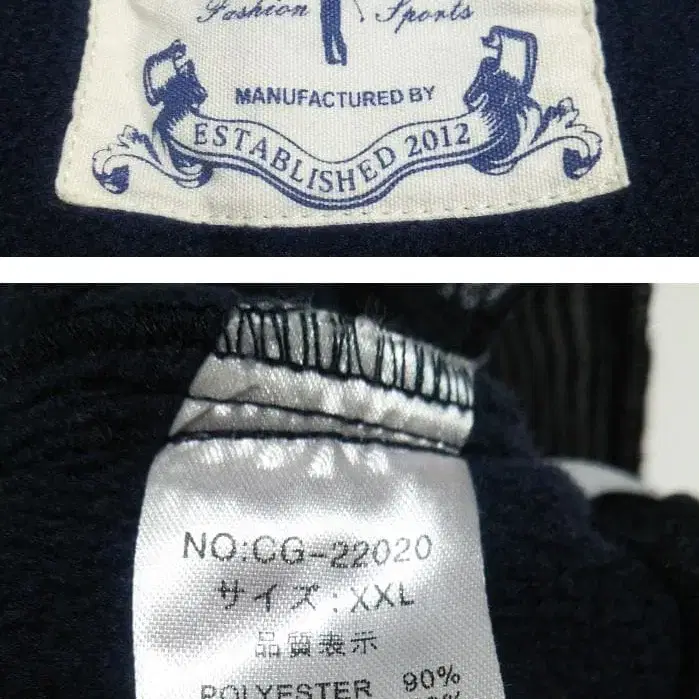 Fashion Sports
MANUFACTURED BY
ESTABLISHED 2012
NO:CG-22020
サイズ:XXL
品質表示
POLYESTER 90%